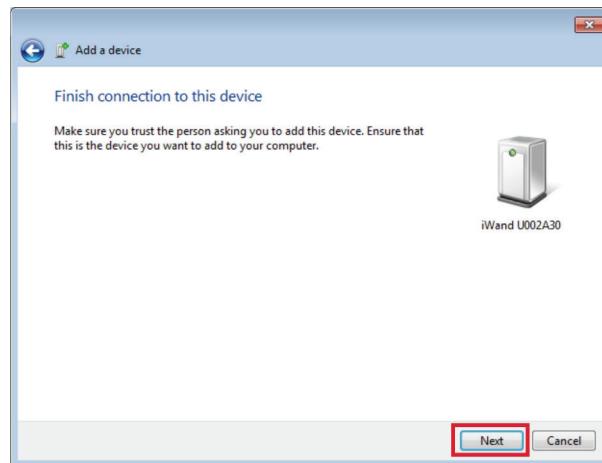 Add a device
Finish connection to this device
Make sure you trust the person asking you to add this device. Ensure that
this is the device you want to add to your computer.
iWand U002A30
Next Cancel